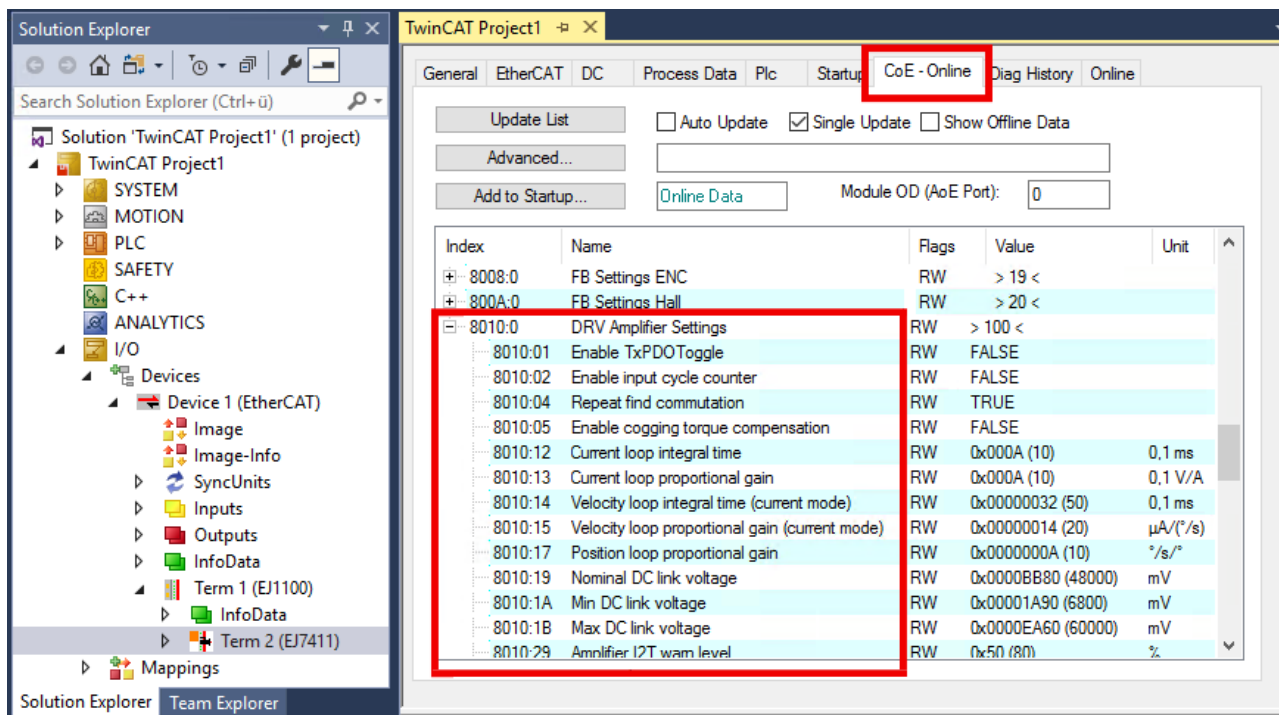 Solution Explorer
Search Solution Explorer (Ctrl+ü)
Solution 'TwinCAT Project1' (1 project)
TwinCAT Project1
SYSTEM
MOTION
PLC
SAFETY
C++
ANALYTICS
I/O
Devices
Device 1 (EtherCAT)
Image
Image-Info
SyncUnits
Inputs
Outputs
InfoData
Term 1 (EJ1100)
InfoData
Term 2 (EJ7411)
Mappings
Solution Explorer Team Explorer
TwinCAT Project1
General EtherCAT DC Process Data Plc Startup CoE - Online Diag History Online
Update List Auto Update Single Update Show Offline Data
Advanced...
Add to Startup... Online Data Module OD (AoE Port): 0
Index Name Flags Value Unit
8008:0 FB Settings ENC RW > 19 <
800A:0 FB Settings Hall RW > 20 <
8010:0 DRV Amplifier Settings RW > 100 <
8010:01 Enable TxPDOToggle RW FALSE
8010:02 Enable input cycle counter RW FALSE
8010:04 Repeat find commutation RW TRUE
8010:05 Enable cogging torque compensation RW FALSE
8010:12 Current loop integral time RW 0x000A (10) 0,1 ms
8010:13 Current loop proportional gain RW 0x000A (10) 0,1 V/A
8010:14 Velocity loop integral time (current mode) RW 0x00000032 (50) 0,1 ms
8010:15 Velocity loop proportional gain (current mode) RW 0x00000014 (20) µA/(°/s)
8010:17 Position loop proportional gain RW 0x0000000A (10) °/s/°
8010:19 Nominal DC link voltage RW 0x0000BB80 (48000) mV
8010:1A Min DC link voltage RW 0x00001A90 (6800) mV
8010:1B Max DC link voltage RW 0x0000EA60 (60000) mV
8010:29 Amplifier I2T warn level RW 0x50 (80) %